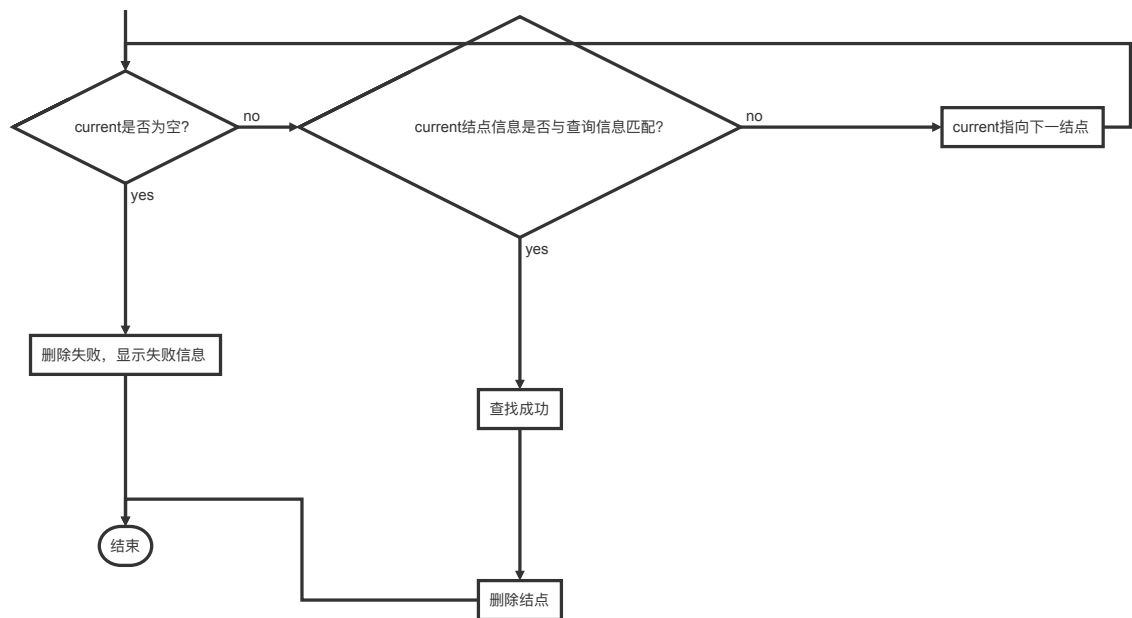 current是否为空?
no
current结点信息是否与查询信息匹配?
no
current指向下一结点
yes
yes
删除失败，显示失败信息
查找成功
结束
删除结点